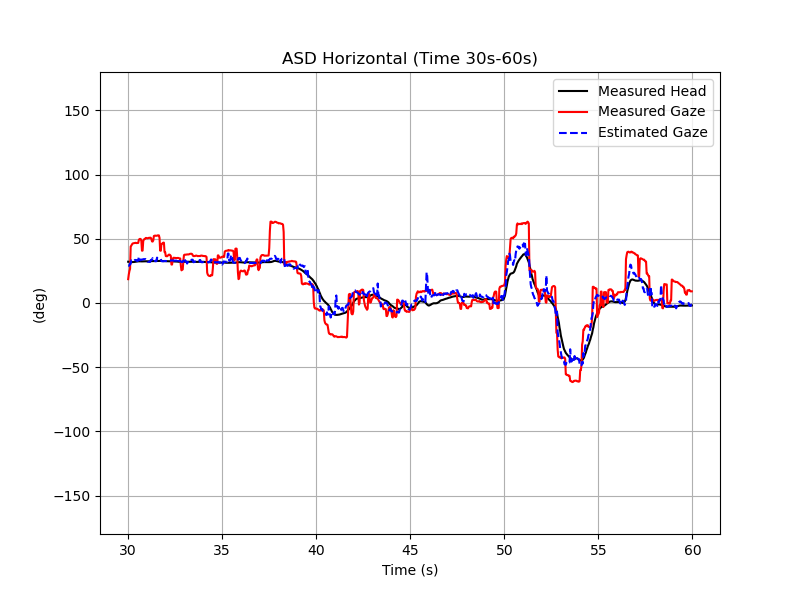 ASD Horizontal (Time 30s-60s)
Measured Head
Measured Gaze
Estimated Gaze
150
100
50
0
−50
−100
−150
(deg)
30 35 40 45 50 55 60
Time (s)